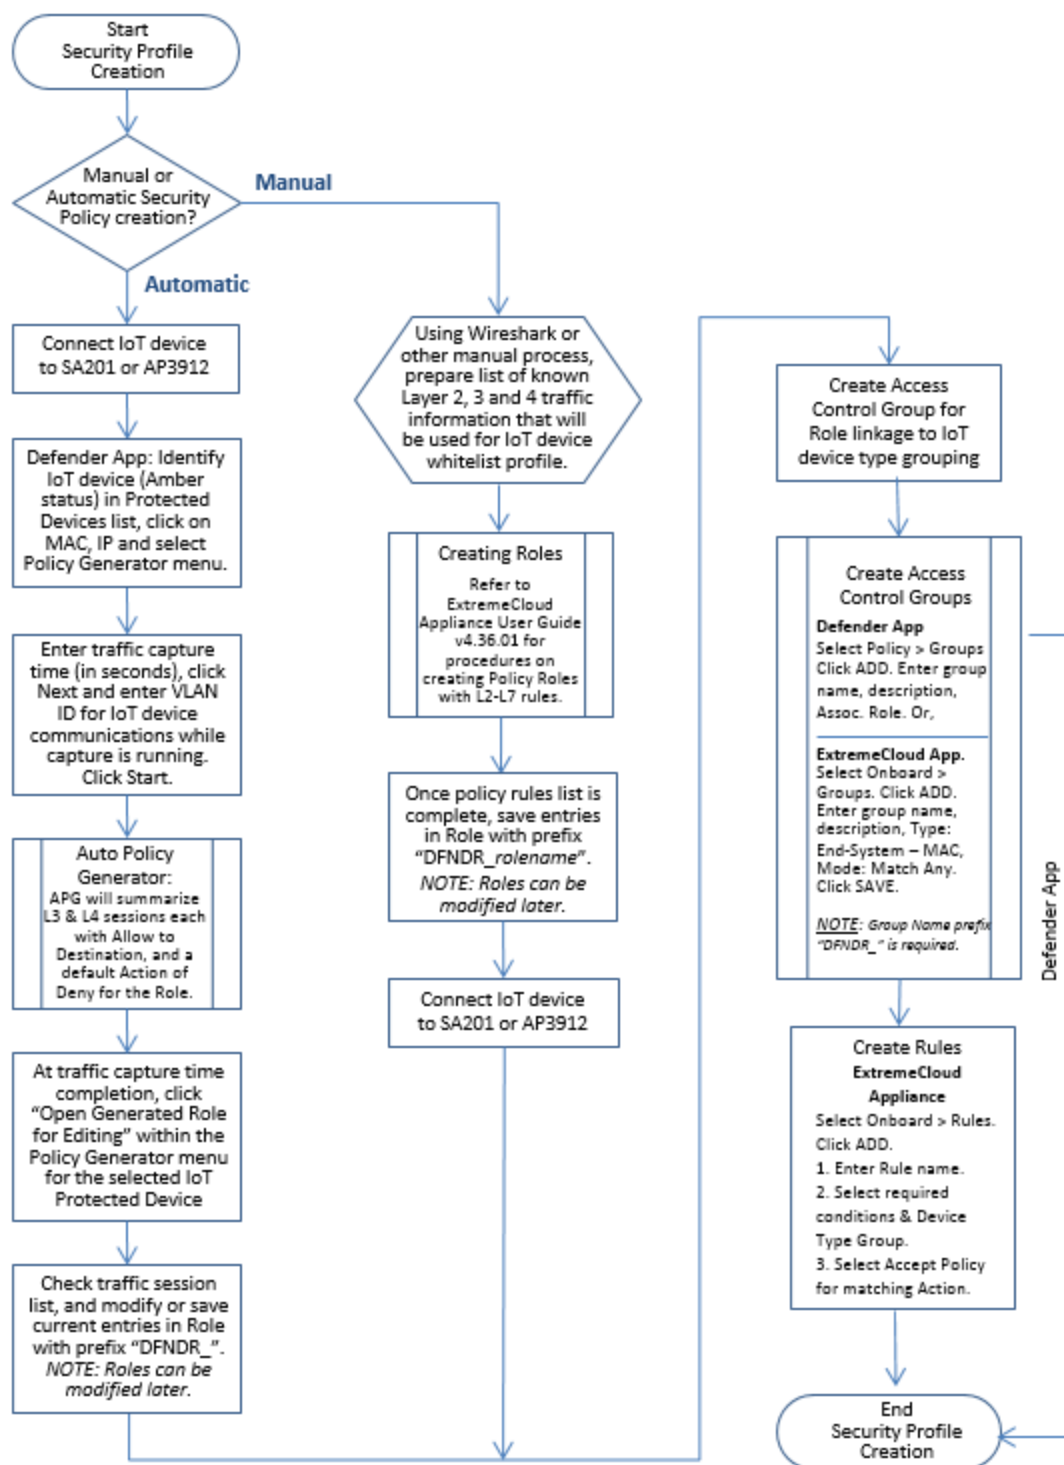 Start
Security Profile
Creation
Manual or
Automatic Security
Policy creation?
Manual
Automatic
Connect IoT device
to SA201 or AP3912
Defender App: Identify
IoT device (Amber
status) in Protected
Devices list, click on
MAC, IP and select
Policy Generator menu.
Enter traffic capture
time (in seconds), click
Next and enter VLAN
ID for IoT device
communications while
capture is running.
Click Start.
Auto Policy
Generator:
APG will summarize
L3 & L4 sessions each
with Allow to
Destination, and a
default Action of
Deny for the Role.
At traffic capture time
completion, click
“Open Generated Role
for Editing” within the
Policy Generator menu
for the selected IoT
Protected Device
Check traffic session
list, and modify or save
current entries in Role
with prefix “DFNDR_”.
NOTE: Roles can be
modified later.
Using Wireshark or
other manual process,
prepare list of known
Layer 2, 3 and 4 traffic
information that will
be used for IoT device
whitelist profile.
Creating Roles
Refer to
ExtremeCloud
Appliance User Guide
v4.36.01 for
procedures on
creating Policy Roles
with L2-L7 rules.
Once policy rules list is
complete, save entries
in Role with prefix
“DFNDR_rolename”.
NOTE: Roles can be
modified later.
Connect IoT device
to SA201 or AP3912
Create Access
Control Group for
Role linkage to IoT
device type grouping
Create Access
Control Groups
Defender App
Select Policy > Groups
Click ADD. Enter group
name, description,
Assoc. Role. Or,
ExtremeCloud App.
Select Onboard >
Groups. Click ADD.
Enter group name,
description, Type:
End-System – MAC,
Mode: Match Any.
Click SAVE.
NOTE: Group Name prefix
“DFNDR_” is required.
Defender App
Create Rules
ExtremeCloud
Appliance
Select Onboard > Rules.
Click ADD.
1. Enter Rule name.
2. Select required
conditions & Device
Type Group.
3. Select Accept Policy
for matching Action.
End
Security Profile
Creation